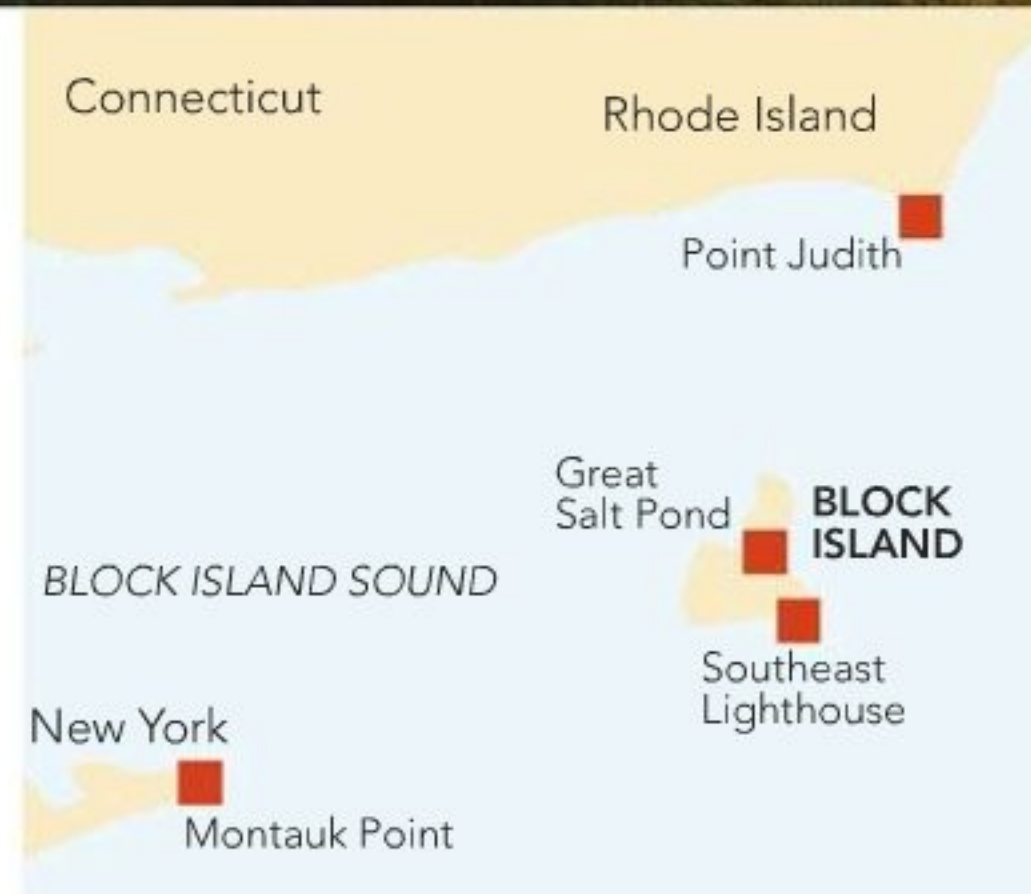 Connecticut
Rhode Island
Point Judith
Great
Salt Pond
BLOCK
ISLAND
BLOCK ISLAND SOUND
Southeast
Lighthouse
New York
Montauk Point